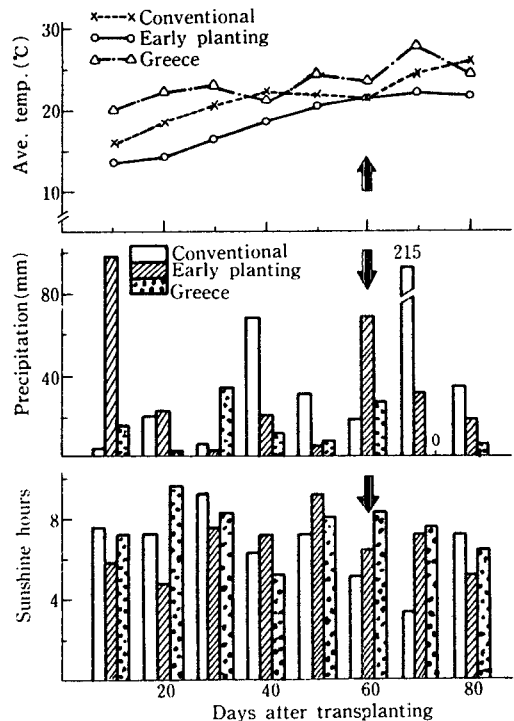 Conventional
Early planting
Greece
Ave. temp. (°C)
30
20
10
Conventional
Early planting
Greece
215
Precipitation (mm)
80
40
0
Sunshine hours
8
4
20 40 60 80
Days after transplanting